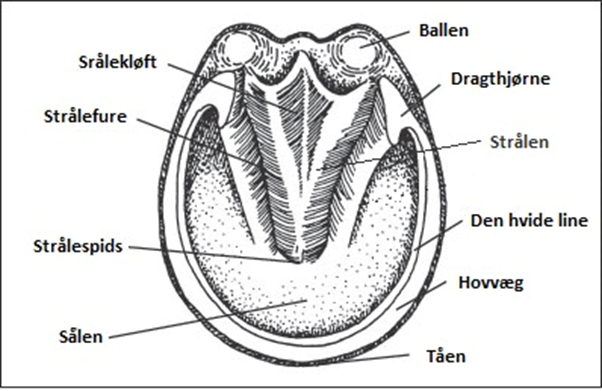 Ballen
Srålekløft
Dragthjørne
Strålefure
Strålen
Den hvide line
Strålespids
Hovvæg
Sålen
Tåen